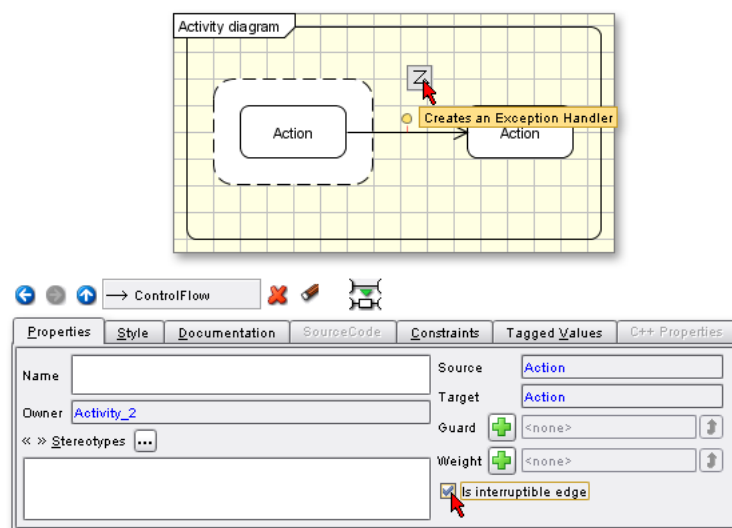 Activity diagram
Creates an Exception Handler
Action
Action
ControlFlow
Properties Style Documentation SourceCode Constraints Tagged Values C++ Properties
Name
Source Action
Target Action
Owner Activity_2
Guard <none>
« » Stereotypes ...
Weight <none>
Is interruptible edge